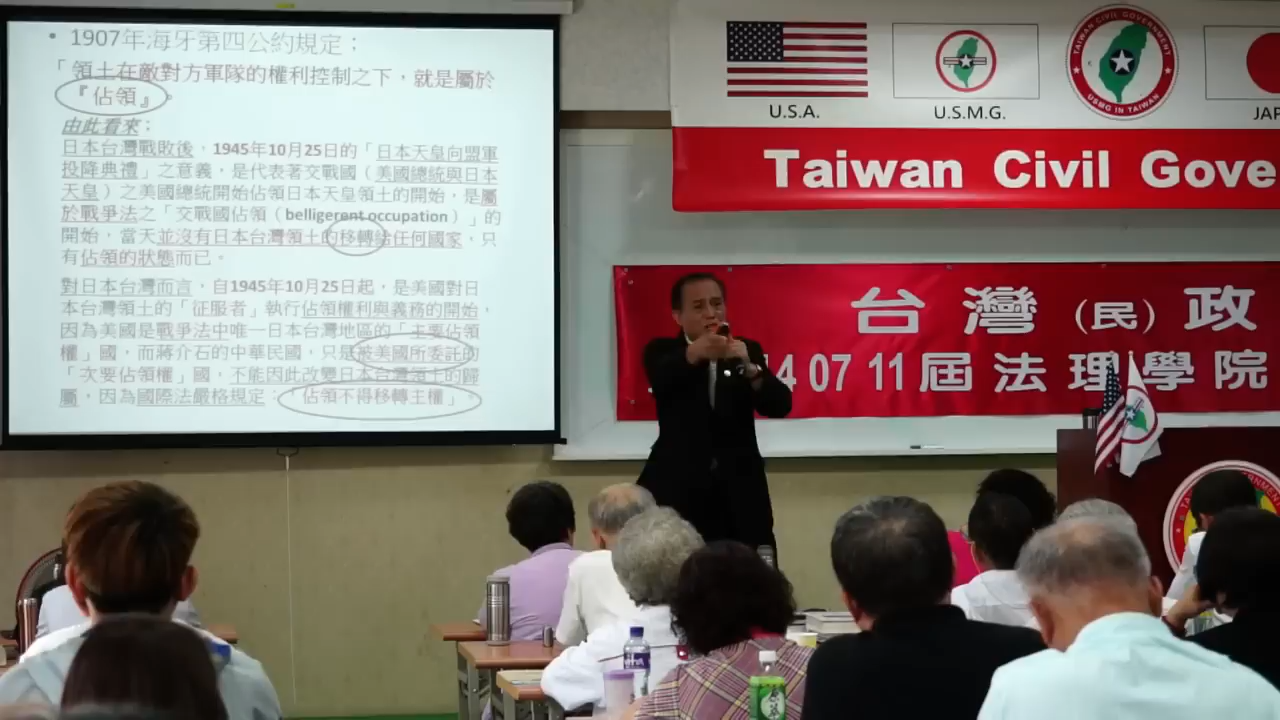 • 1907年海牙第四公約規定；
「領土在敵對方軍隊的權利控制之下，就是屬於
『佔領』。
由此看來；
日本台灣戰敗後，1945年10月25日的「日本天皇向盟軍
投降典禮」之意義，是代表著交戰國（美國總統與日本
天皇）之美國總統開始佔領日本天皇領土的開始，是屬
於戰爭法之「交戰國佔領（belligerent occupation）」的
開始，當天並沒有日本台灣領土的移轉給任何國家，只
有佔領的狀態而已。
對日本台灣而言，自1945年10月25日起，是美國對日
本台灣領土的「征服者」執行佔領權利與義務的開始，
因為美國是戰爭法中唯一日本台灣地區的「主要佔領
權」國，而將介石的中華民國，只是被美國所委託的
「次要佔領權」國，不能因此改變日本台灣領土的歸
屬，因為國際法嚴格規定：「佔領不得移轉主權」。
U.S.A.
U.S.M.G.
TAIWAN CIVIL GOVERNMENT
USMG IN TAIWAN
JAP
Taiwan Civil Gove
台灣(民)政
4 07 11屆法理學院